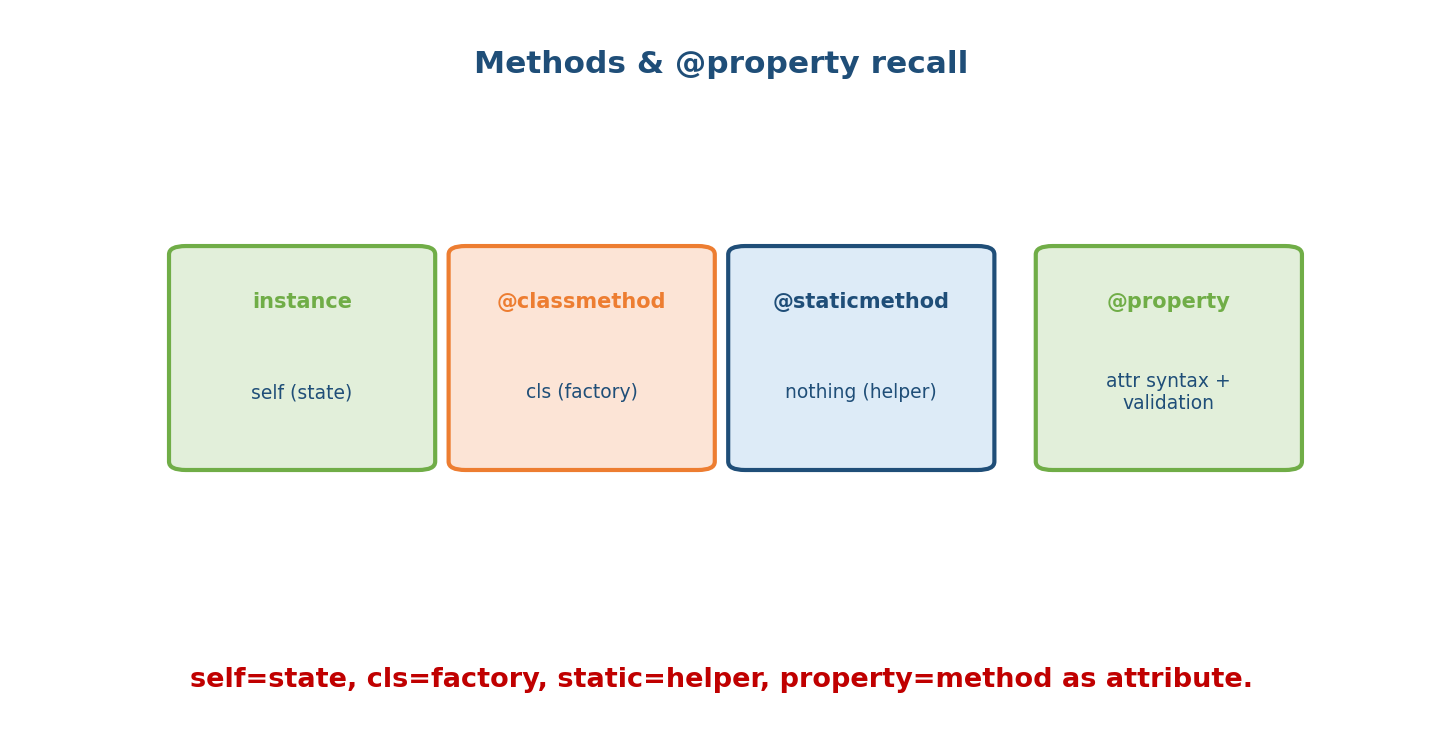 Methods & @property recall
instance
self (state)
@classmethod
cls (factory)
@staticmethod
nothing (helper)
@property
attr syntax +
validation
self=state, cls=factory, static=helper, property=method as attribute.